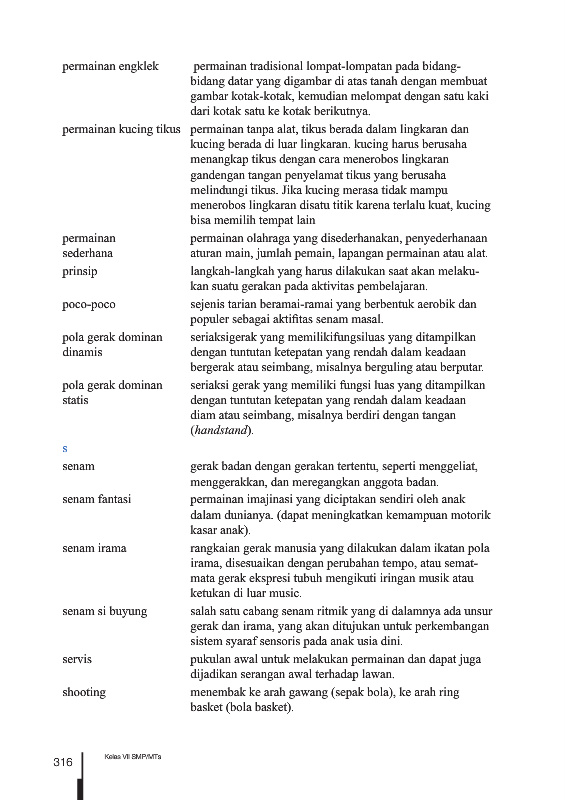 permainan engklek permainan tradisional lompat-lompatan pada bidang-
bidang datar yang digambar di atas tanah dengan membuat
gambar kotak-kotak, kemudian melompat dengan satu kaki
dari kotak satu ke kotak berikutnya.
permainan kucing tikus permainan tanpa alat, tikus berada dalam lingkaran dan
kucing berada di luar lingkaran. kucing harus berusaha
menangkap tikus dengan cara menerobos lingkaran
gandengan tangan penyelamat tikus yang berusaha
melindungi tikus. Jika kucing merasa tidak mampu
menerobos lingkaran disatu titik karena terlalu kuat, kucing
bisa memilih tempat lain
permainan permainan olahraga yang disederhanakan, penyederhanaan
sederhana aturan main, jumlah pemain, lapangan permainan atau alat.
prinsip langkah-langkah yang harus dilakukan saat akan melaku-
kan suatu gerakan pada aktivitas pembelajaran.
poco-poco sejenis tarian beramai-ramai yang berbentuk aerobik dan
populer sebagai aktifitas senam masal.
pola gerak dominan seriaksigerak yang memilikifungsiluas yang ditampilkan
dinamis dengan tuntutan ketepatan yang rendah dalam keadaan
bergerak atau seimbang, misalnya berguling atau berputar.
pola gerak dominan seriaksi gerak yang memiliki fungsi luas yang ditampilkan
statis dengan tuntutan ketepatan yang rendah dalam keadaan
diam atau seimbang, misalnya berdiri dengan tangan
(handstand).
s
senam gerak badan dengan gerakan tertentu, seperti menggeliat,
menggerakkan, dan meregangkan anggota badan.
senam fantasi permainan imajinasi yang diciptakan sendiri oleh anak
dalam dunianya. (dapat meningkatkan kemampuan motorik
kasar anak).
senam irama rangkaian gerak manusia yang dilakukan dalam ikatan pola
irama, disesuaikan dengan perubahan tempo, atau semat-
mata gerak ekspresi tubuh mengikuti iringan musik atau
ketukan di luar music.
senam si buyung salah satu cabang senam ritmik yang di dalamnya ada unsur
gerak dan irama, yang akan ditujukan untuk perkembangan
sistem syaraf sensoris pada anak usia dini.
servis pukulan awal untuk melakukan permainan dan dapat juga
dijadikan serangan awal terhadap lawan.
shooting menembak ke arah gawang (sepak bola), ke arah ring
basket (bola basket).
316 Kelas VII SMP/MTs